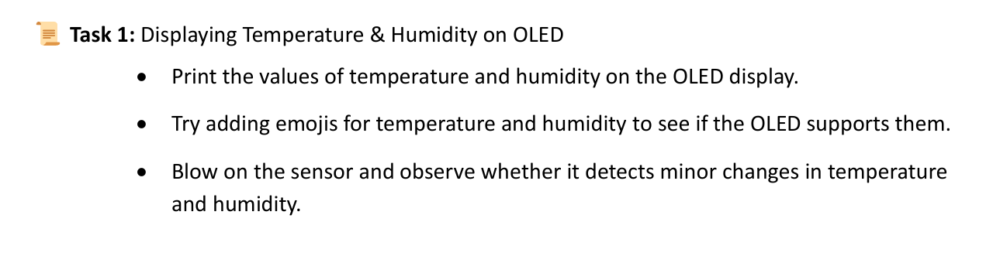 📜 Task 1: Displaying Temperature & Humidity on OLED
• Print the values of temperature and humidity on the OLED display.
• Try adding emojis for temperature and humidity to see if the OLED supports them.
• Blow on the sensor and observe whether it detects minor changes in temperature
and humidity.